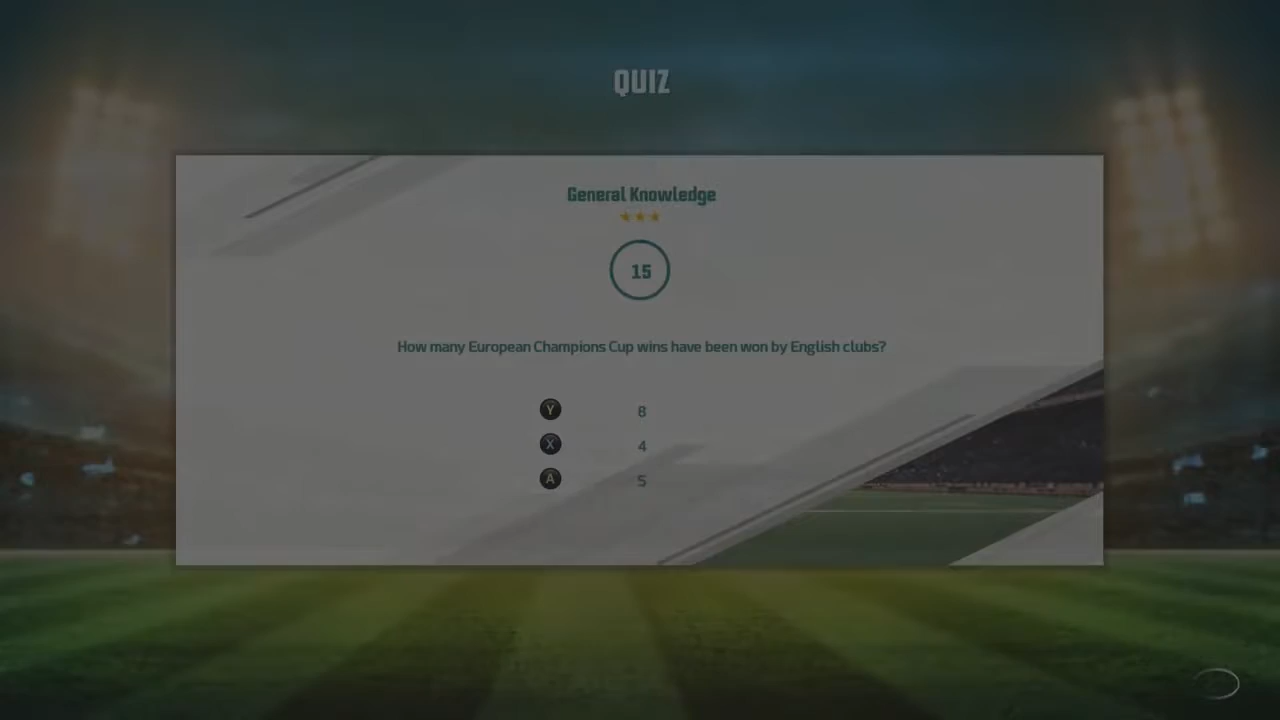 QUIZ
General Knowledge
15
How many European Champions Cup wins have been won by English clubs?
Y 8
X 4
A 5